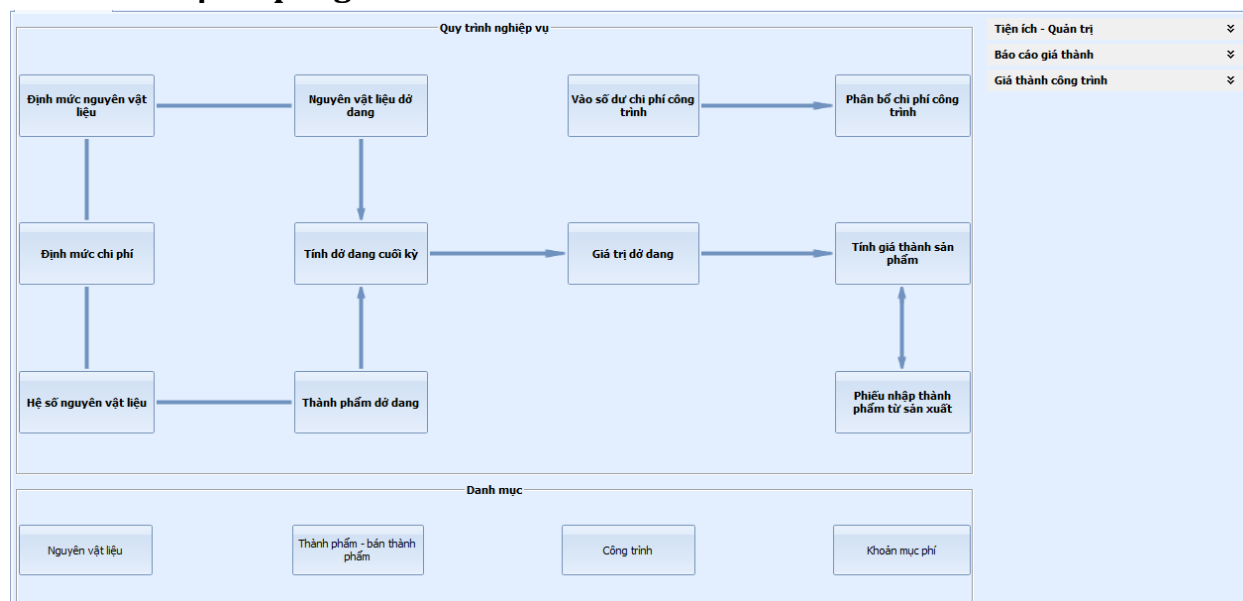 Quy trình nghiệp vụ
Tiện ích - Quản trị
Báo cáo giá thành
Giá thành công trình
Định mức nguyên vật
liệu
Nguyên vật liệu dở
dang
Vào số dư chi phí công
trình
Phân bổ chi phí công
trình
Định mức chi phí
Tính dở dang cuối kỳ
Giá trị dở dang
Tính giá thành sản
phẩm
Hệ số nguyên vật liệu
Thành phẩm dở dang
Phiếu nhập thành
phẩm từ sản xuất
Danh mục
Nguyên vật liệu
Thành phẩm - bán thành
phẩm
Công trình
Khoản mục phí